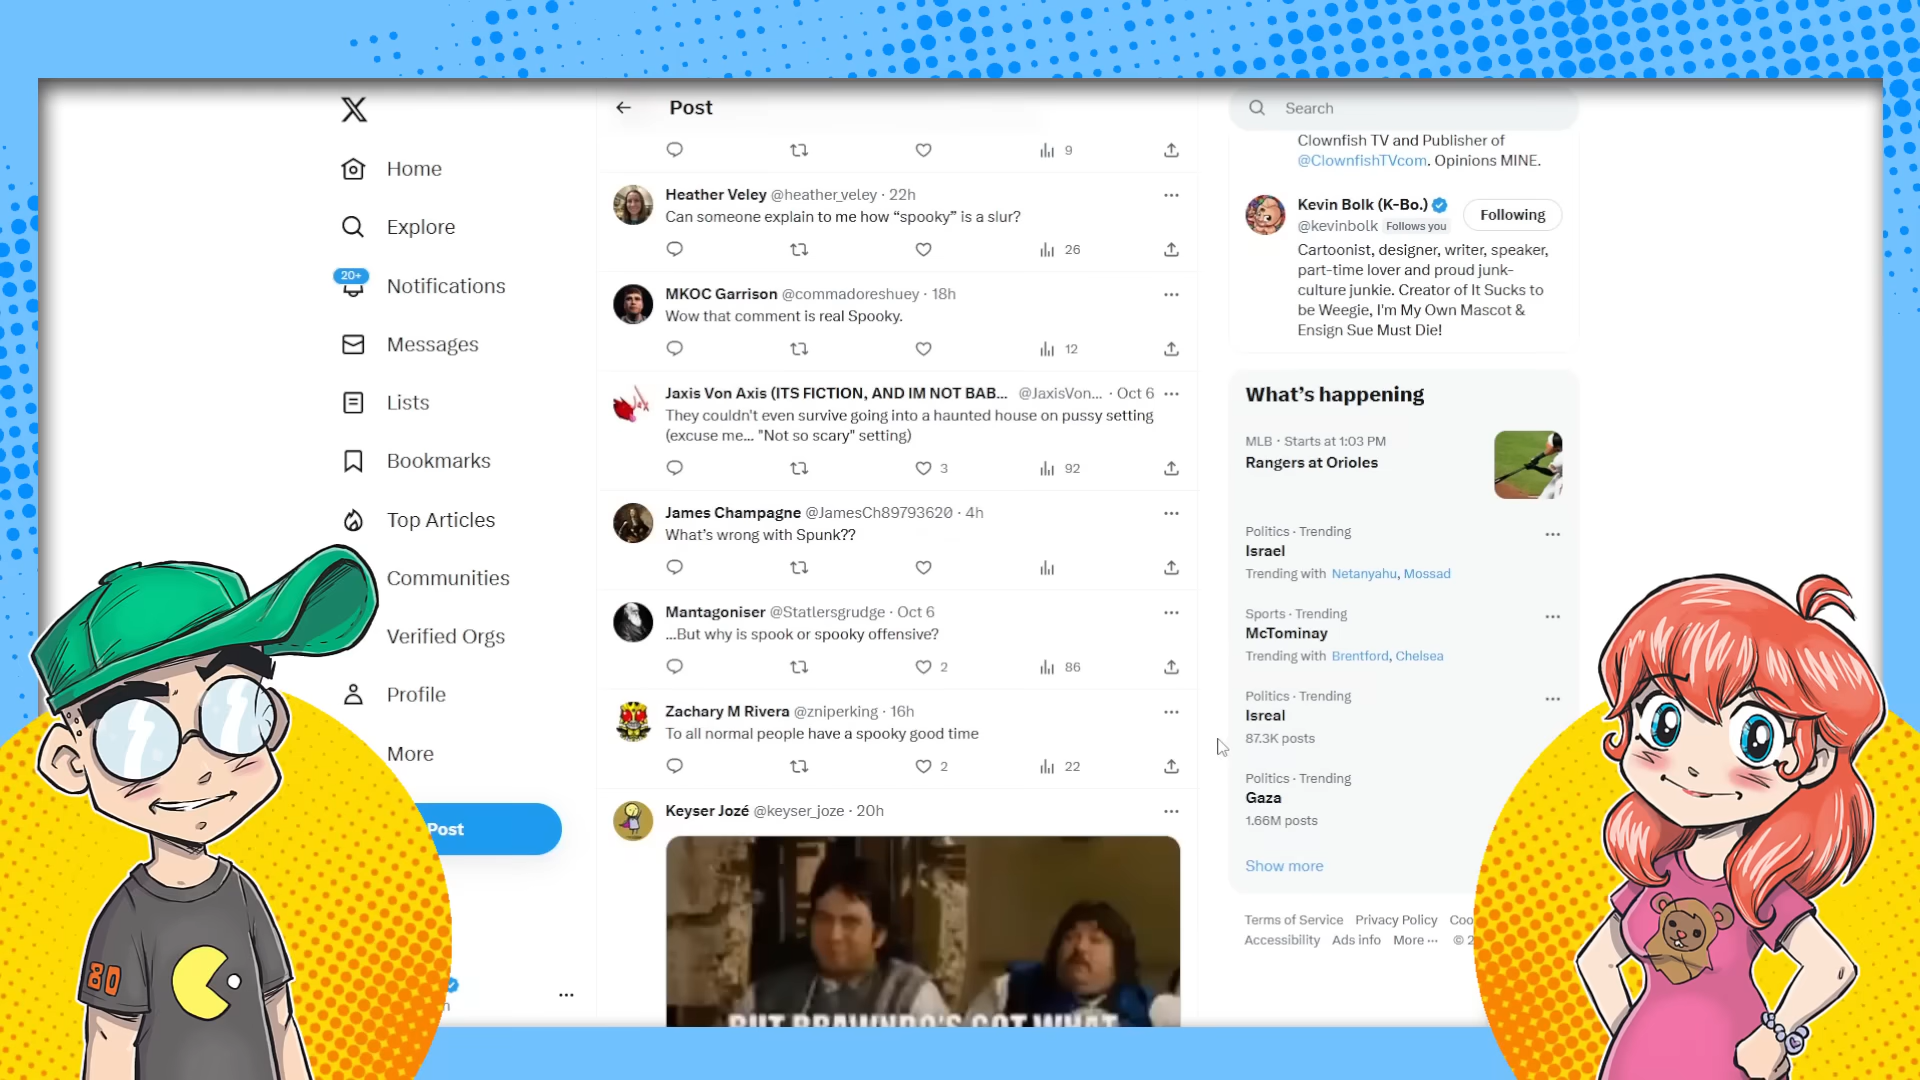 Home
Explore
20+
Notifications
Messages
Lists
Bookmarks
Top Articles
Communities
Verified Orgs
Profile
More
Post
Post
9
Heather Veley @heather_veley · 22h
Can someone explain to me how “spooky” is a slur?
26
MKOC Garrison @commadoreshuey · 18h
Wow that comment is real Spooky.
12
Jaxis Von Axis (ITS FICTION, AND IM NOT BAB... @JaxisVon... · Oct 6
They couldn't even survive going into a haunted house on pussy setting
(excuse me... "Not so scary" setting)
3 92
James Champagne @JamesCh89793620 · 4h
What's wrong with Spunk??
Mantagoniser @Statlersgrudge · Oct 6
...But why is spook or spooky offensive?
2 86
Zachary M Rivera @zniperking · 16h
To all normal people have a spooky good time
2 22
Keyser Jozé @keyser_joze · 20h
BUT BRAWNDO'S GOT WHAT
Search
Clownfish TV and Publisher of
@ClownfishTVcom. Opinions MINE.
Kevin Bolk (K-Bo.)
@kevinbolk Follows you
Following
Cartoonist, designer, writer, speaker,
part-time lover and proud junk-
culture junkie. Creator of It Sucks to
be Weegie, I'm My Own Mascot &
Ensign Sue Must Die!
What's happening
MLB · Starts at 1:03 PM
Rangers at Orioles
Politics · Trending
Israel
Trending with Netanyahu, Mossad
Sports · Trending
McTominay
Trending with Brentford, Chelsea
Politics · Trending
Isreal
87.3K posts
Politics · Trending
Gaza
1.66M posts
Show more
Terms of Service Privacy Policy Coo
Accessibility Ads info More ··· © 2
80